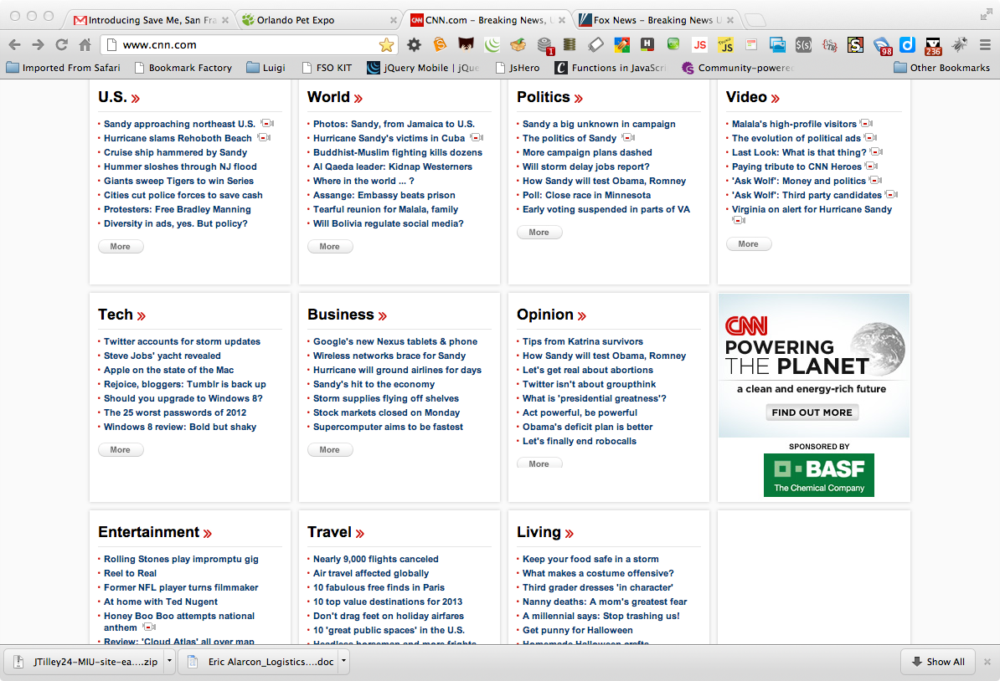 Introducing Save Me, San Fra
Orlando Pet Expo
CNN.com – Breaking News, U
Fox News – Breaking News U
www.cnn.com
1
H
JS
JS
$(s)
S
98
236
Imported From Safari
Bookmark Factory
Luigi
FSO KIT
jQuery Mobile | jQue
JsHero
Functions in JavaScri
Community-powered
Other Bookmarks
U.S.
Sandy approaching northeast U.S.
Hurricane slams Rehoboth Beach
Cruise ship hammered by Sandy
Hummer sloshes through NJ flood
Giants sweep Tigers to win Series
Cities cut police forces to save cash
Protesters: Free Bradley Manning
Diversity in ads, yes. But policy?
More
World
Photos: Sandy, from Jamaica to U.S.
Hurricane Sandy's victims in Cuba
Buddhist-Muslim fighting kills dozens
Al Qaeda leader: Kidnap Westerners
Where in the world ... ?
Assange: Embassy beats prison
Tearful reunion for Malala, family
Will Bolivia regulate social media?
More
Politics
Sandy a big unknown in campaign
The politics of Sandy
More campaign plans dashed
Will storm delay jobs report?
How Sandy will test Obama, Romney
Poll: Close race in Minnesota
Early voting suspended in parts of VA
More
Video
Malala's high-profile visitors
The evolution of political ads
Last Look: What is that thing?
Paying tribute to CNN Heroes
'Ask Wolf': Money and politics
'Ask Wolf': Third party candidates
Virginia on alert for Hurricane Sandy
More
Tech
Twitter accounts for storm updates
Steve Jobs' yacht revealed
Apple on the state of the Mac
Rejoice, bloggers: Tumblr is back up
Should you upgrade to Windows 8?
The 25 worst passwords of 2012
Windows 8 review: Bold but shaky
More
Business
Google's new Nexus tablets & phone
Wireless networks brace for Sandy
Hurricane will ground airlines for days
Sandy's hit to the economy
Storm supplies flying off shelves
Stock markets closed on Monday
Supercomputer aims to be fastest
More
Opinion
Tips from Katrina survivors
How Sandy will test Obama, Romney
Let's get real about abortions
Twitter isn't about groupthink
What is 'presidential greatness'?
Act powerful, be powerful
Obama's deficit plan is better
Let's finally end robocalls
More
CNN
POWERING
THE PLANET
a clean and energy-rich future
FIND OUT MORE
SPONSORED BY
BASF
The Chemical Company
Entertainment
Rolling Stones play impromptu gig
Reel to Real
Former NFL player turns filmmaker
At home with Ted Nugent
Honey Boo Boo attempts national
anthem
Review: 'Cloud Atlas' all over map
Travel
Nearly 9,000 flights canceled
Air travel affected globally
10 fabulous free finds in Paris
10 top value destinations for 2013
Don't drag feet on holiday airfares
10 'great public spaces' in the U.S.
Headless horseman and more frights
Living
Keep your food safe in a storm
What makes a costume offensive?
Third grader dresses 'in character'
Nanny deaths: A mom's greatest fear
A millennial says: Stop trashing us!
Get punny for Halloween
Homemade Halloween crafts
JTilley24-MIU-site-ea....zip
Eric Alarcon_Logistics....doc
Show All